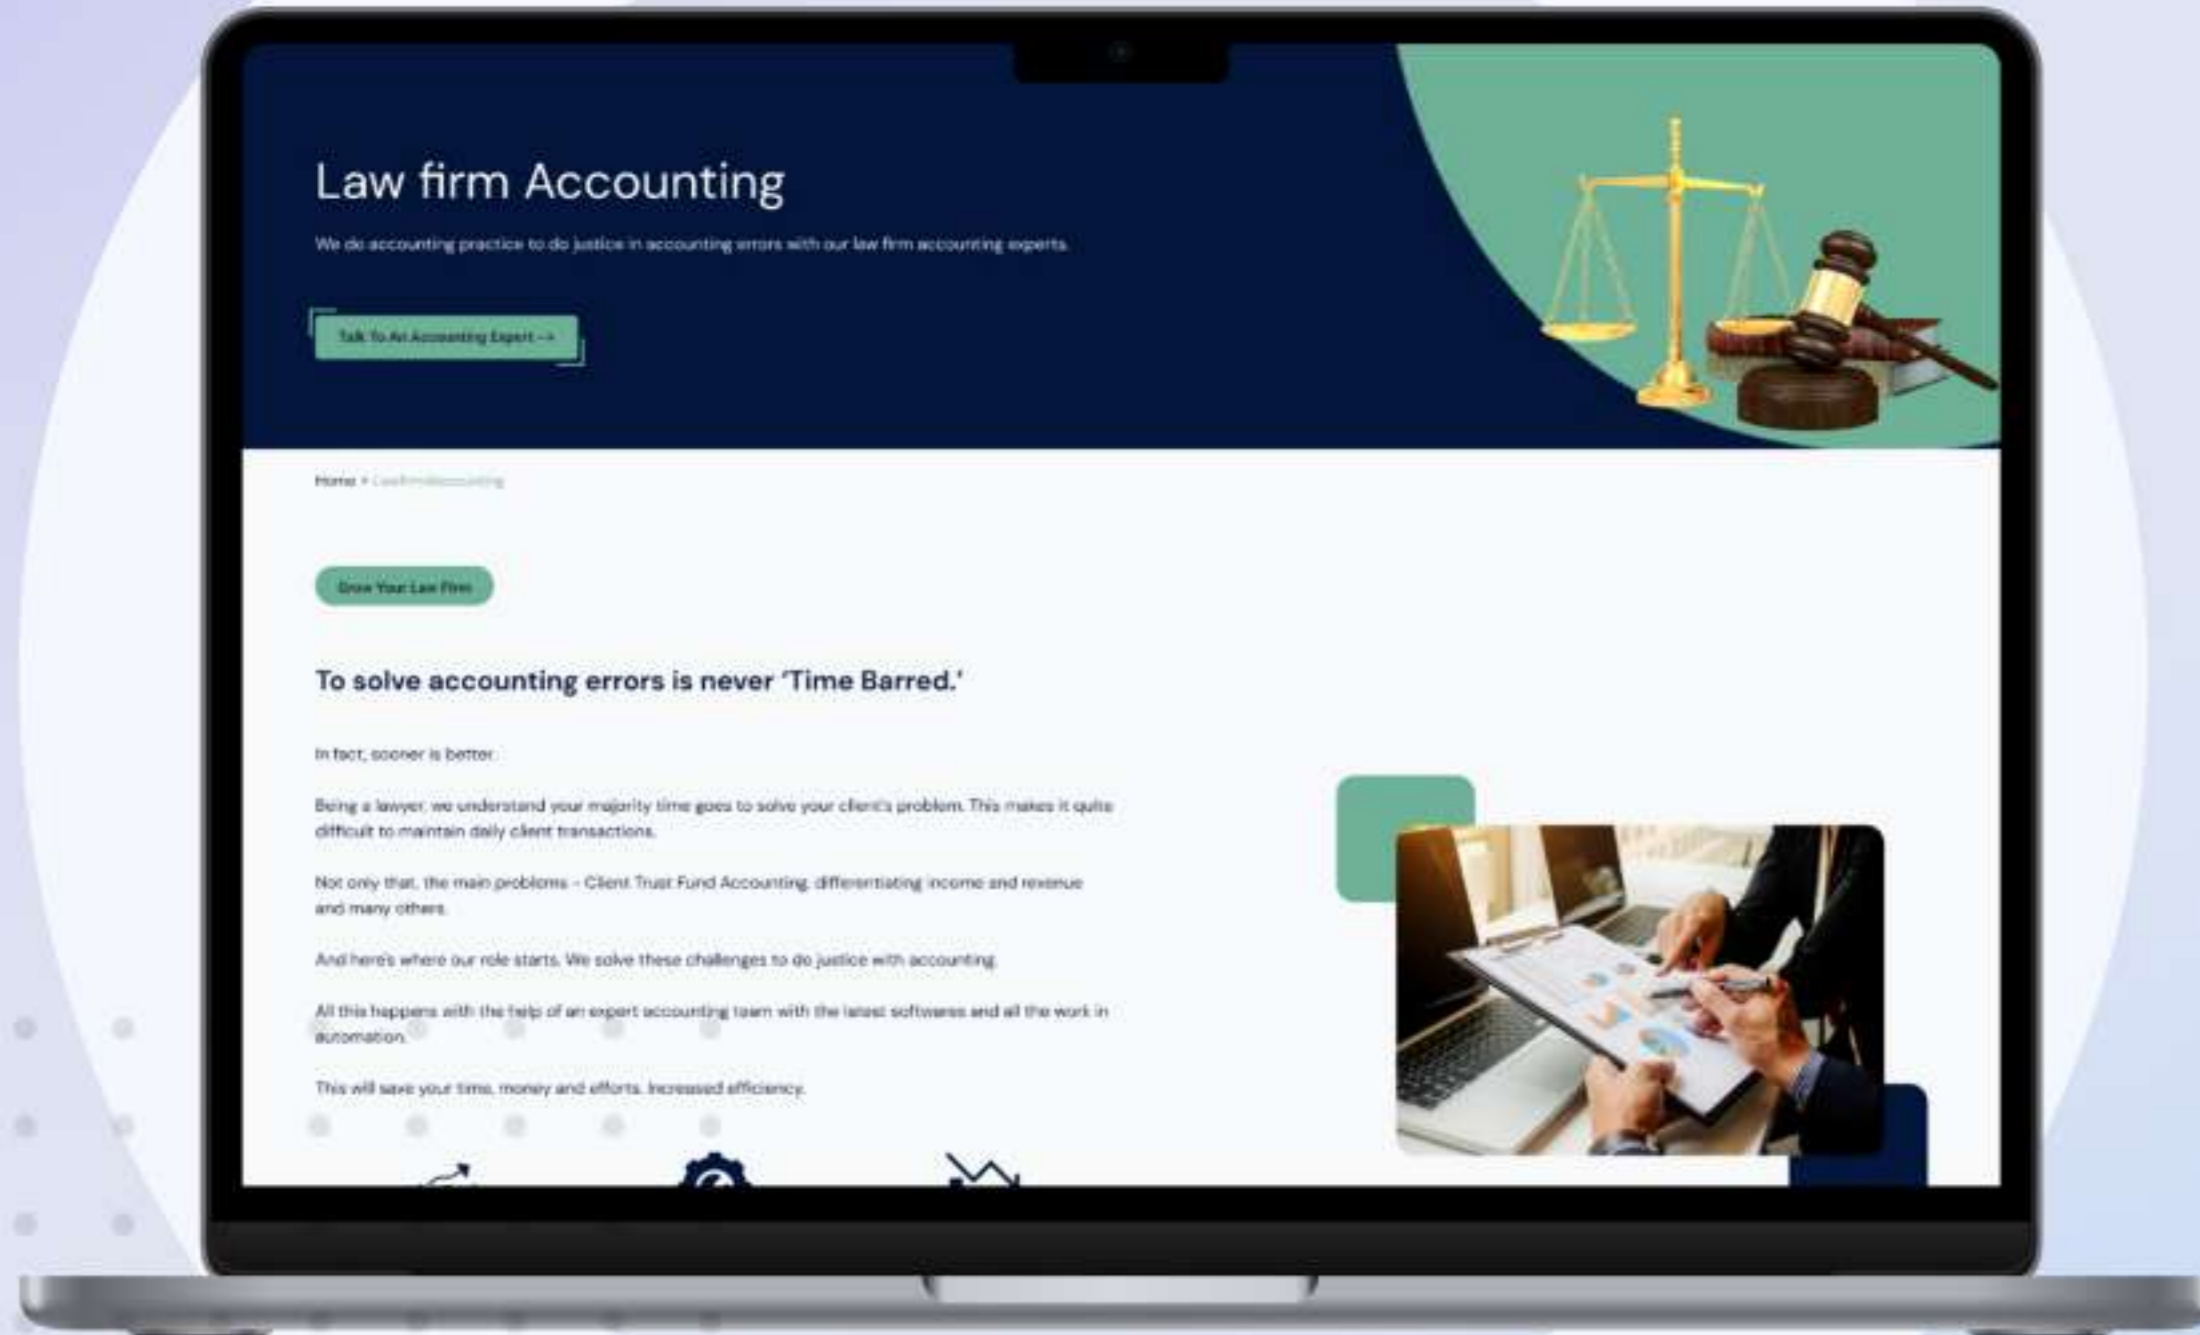 Law firm Accounting
We do accounting practice to do justice in accounting errors with our law firm accounting experts.
Talk To An Accounting Expert -->
Home > LawfirmAccounting
Grow Your Law Firm
To solve accounting errors is never ‘Time Barred.‘
In fact, sooner is better.
Being a lawyer, we understand your majority time goes to solve your client's problem. This makes it quite
difficult to maintain daily client transactions.
Not only that, the main problems - Client Trust Fund Accounting, differentiating income and revenue
and many others.
And here's where our role starts. We solve these challenges to do justice with accounting.
All this happens with the help of an expert accounting team with the latest softwares and all the work in
automation.
This will save your time, money and efforts. Increased efficiency.